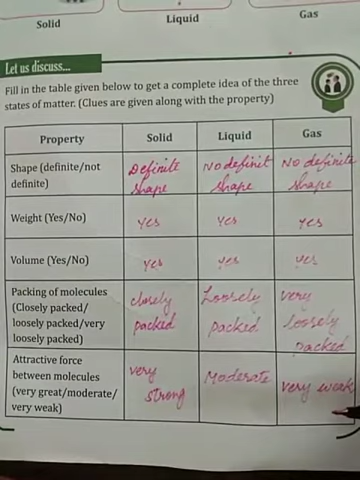 Solid
Liquid
Gas
Let us discuss...
Fill in the table given below to get a complete idea of the three
states of matter. (Clues are given along with the property)
Property Solid Liquid Gas
Shape (definite/not
definite)
Definite
shape
No definit
shape
No definite
shape
Weight (Yes/No) yes yes yes
Volume (Yes/No) yes yes yes
Packing of molecules
(Closely packed/
loosely packed/very
loosely packed)
closely
packed
Loosely
packed
very
loosely
packed
Attractive force
between molecules
(very great/moderate/
very weak)
very
strong
Moderate
very weak